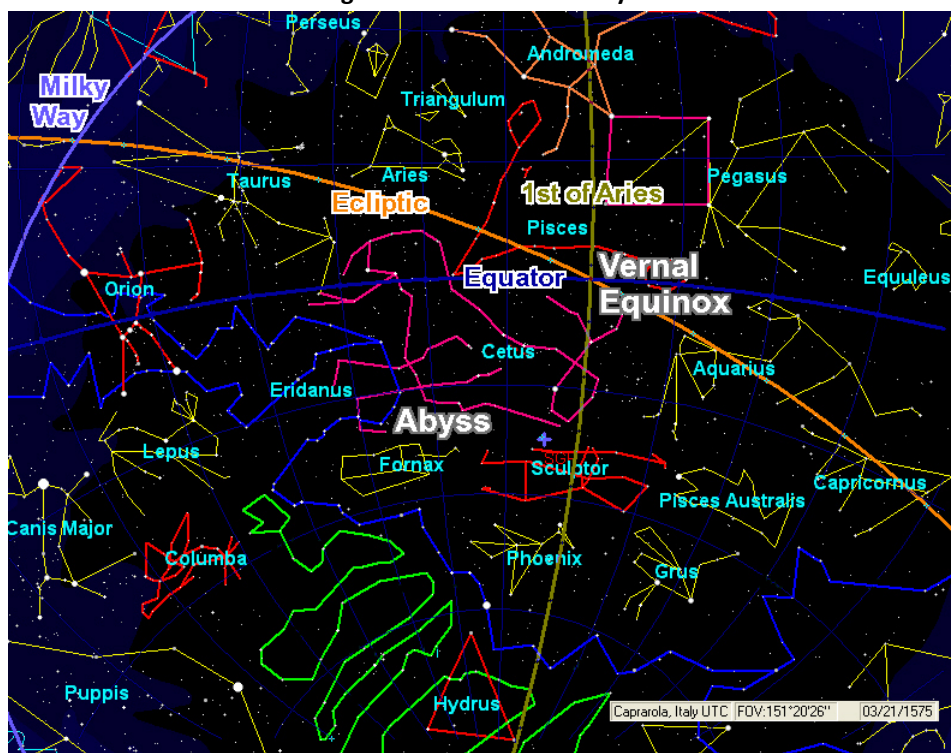 Perseus
Andromeda
Milky
Way
Triangulum
Taurus
Aries
Pegasus
Ecliptic
1st of Aries
Pisces
Orion
Equator
Vernal
Equinox
Equuleus
Cetus
Aquarius
Eridanus
Abyss
Lepus
Fornax
Sculptor
Capricornus
Pisces Australis
Canis Major
Columba
Phoenix
Grus
Puppis
Hydrus
Caprarola, Italy UTC FOV:151°20'26" 03/21/1575